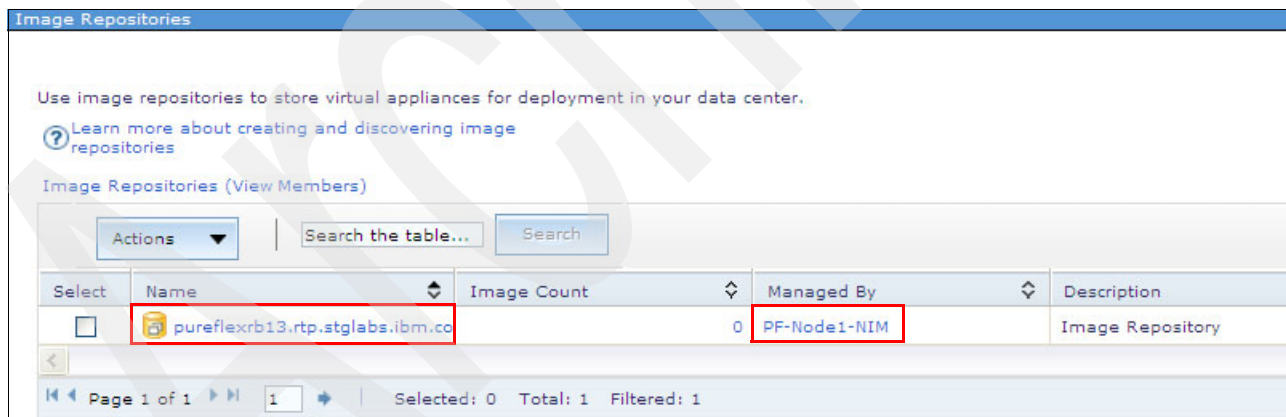 Image Repositories
Use image repositories to store virtual appliances for deployment in your data center.
Learn more about creating and discovering image
repositories
Image Repositories (View Members)
Actions Search the table... Search
Select Name Image Count Managed By Description
pureflexrb13.rtp.stglabs.ibm.co 0 PF-Node1-NIM Image Repository
Page 1 of 1 1 Selected: 0 Total: 1 Filtered: 1